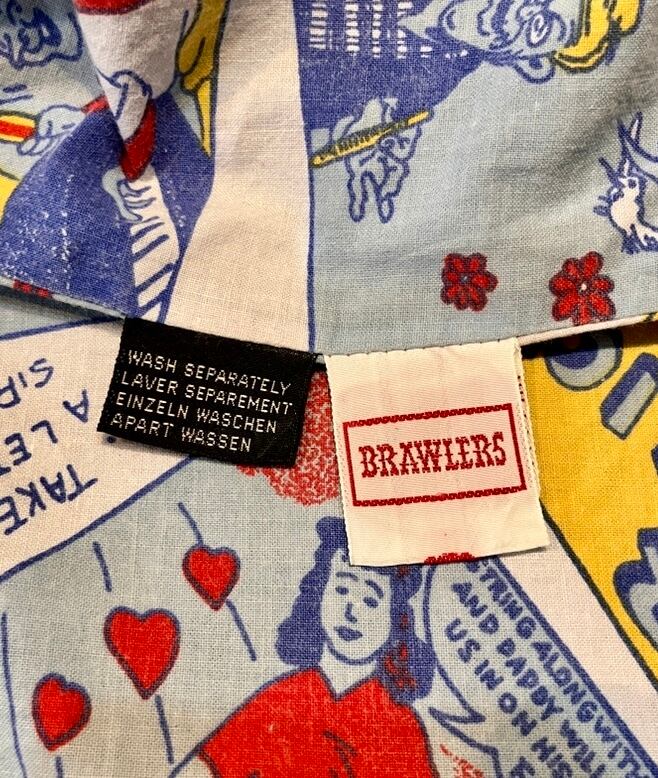 WASH SEPARATELY
LAVER SEPAREMENT
EINZELN WASCHEN
APART WASSEN
BRAWLERS
TAKE
A LET
SIR
STRING ALONG WITH
AND DADDY WILL
US IN ON HIS